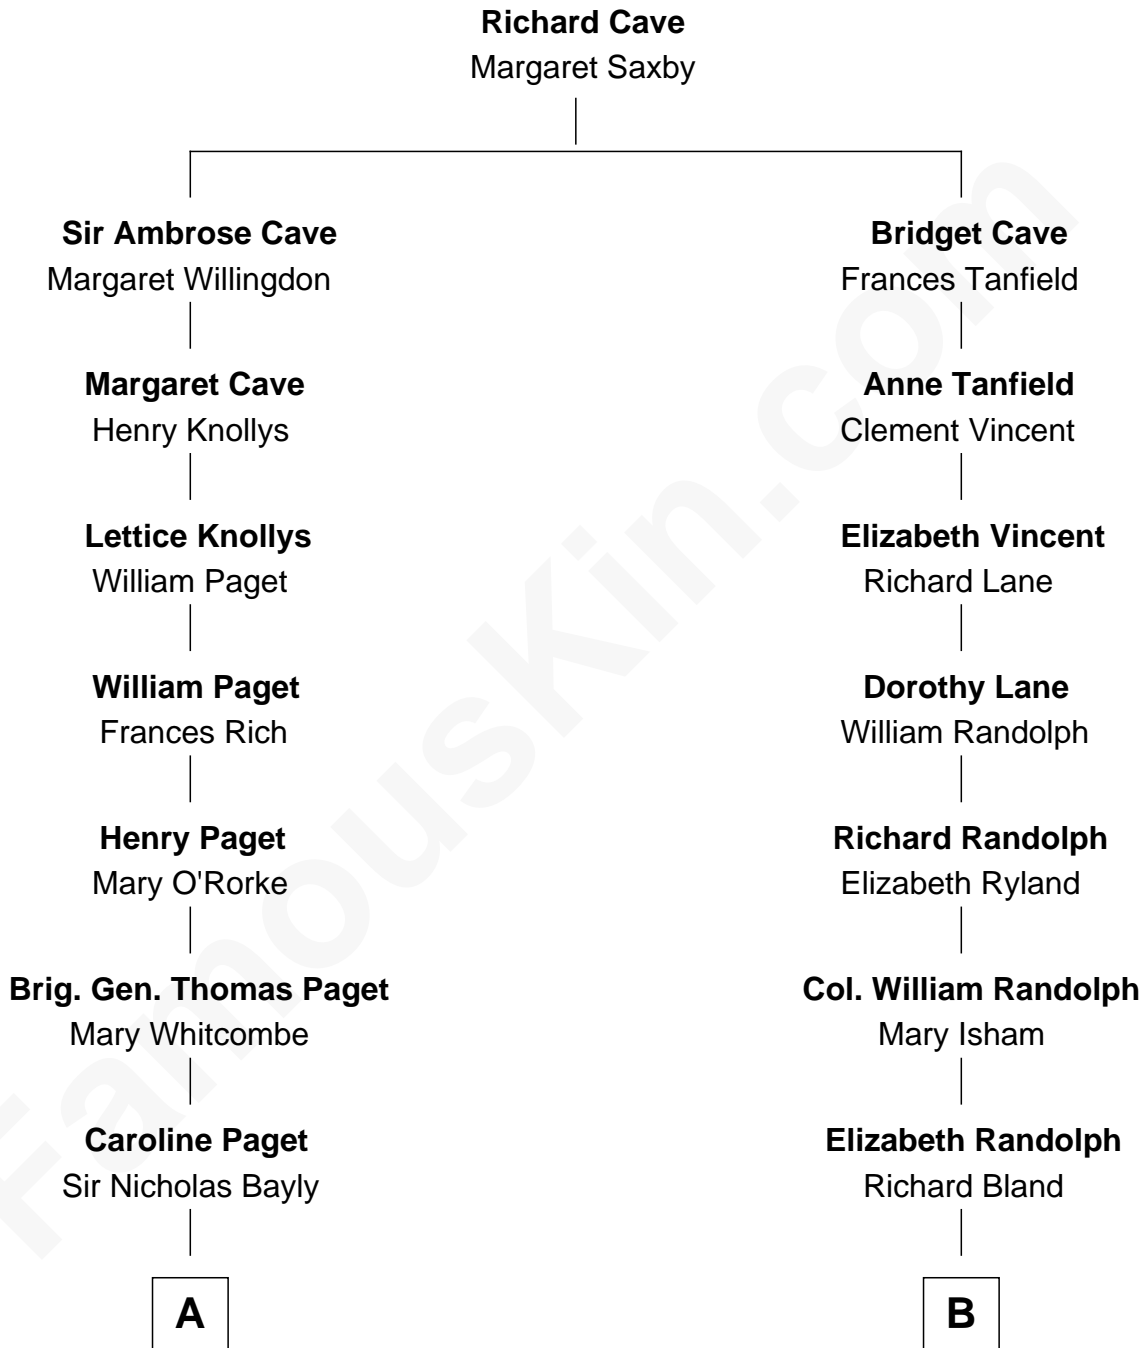 Richard Cave
Margaret Saxby
Sir Ambrose Cave
Margaret Willingdon
Bridget Cave
Frances Tanfield
Margaret Cave
Henry Knollys
Anne Tanfield
Clement Vincent
Lettice Knollys
William Paget
Elizabeth Vincent
Richard Lane
William Paget
Frances Rich
Dorothy Lane
William Randolph
Henry Paget
Mary O'Rorke
Richard Randolph
Elizabeth Ryland
Brig. Gen. Thomas Paget
Mary Whitcombe
Col. William Randolph
Mary Isham
Caroline Paget
Sir Nicholas Bayly
Elizabeth Randolph
Richard Bland
A
B
FamousKin.com